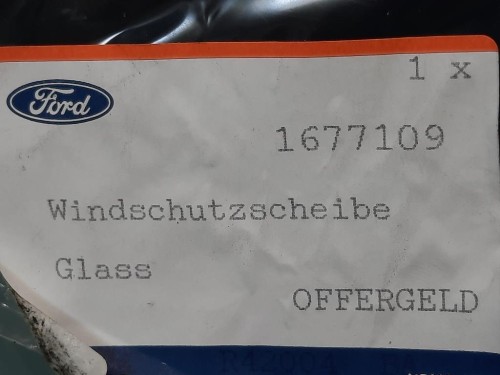 1 x
Ford
1677109
Windschutzscheibe
Glass
OFFERGELD